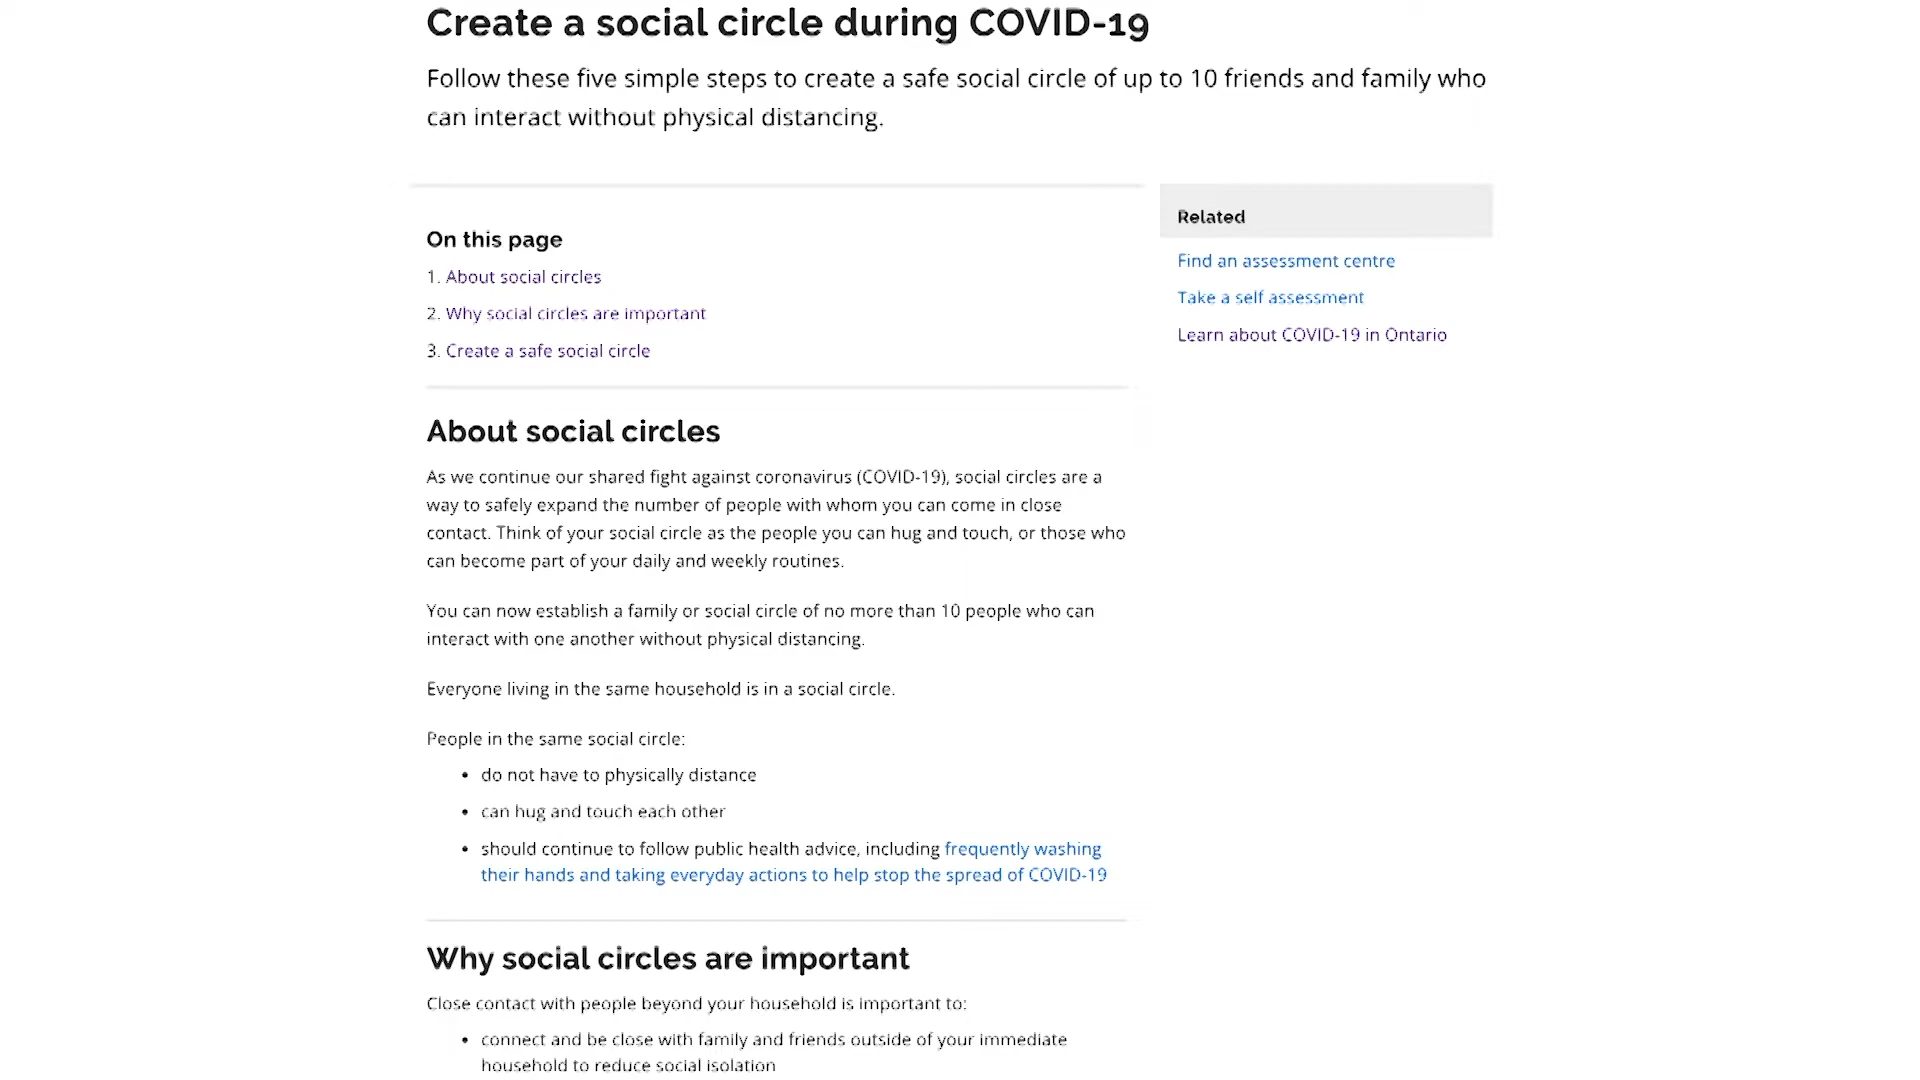 Create a social circle during COVID-19
Follow these five simple steps to create a safe social circle of up to 10 friends and family who
can interact without physical distancing.
On this page
1. About social circles
2. Why social circles are important
3. Create a safe social circle
Related
Find an assessment centre
Take a self assessment
Learn about COVID-19 in Ontario
About social circles
As we continue our shared fight against coronavirus (COVID-19), social circles are a
way to safely expand the number of people with whom you can come in close
contact. Think of your social circle as the people you can hug and touch, or those who
can become part of your daily and weekly routines.
You can now establish a family or social circle of no more than 10 people who can
interact with one another without physical distancing.
Everyone living in the same household is in a social circle.
People in the same social circle:
• do not have to physically distance
• can hug and touch each other
• should continue to follow public health advice, including frequently washing
their hands and taking everyday actions to help stop the spread of COVID-19
Why social circles are important
Close contact with people beyond your household is important to:
• connect and be close with family and friends outside of your immediate
household to reduce social isolation